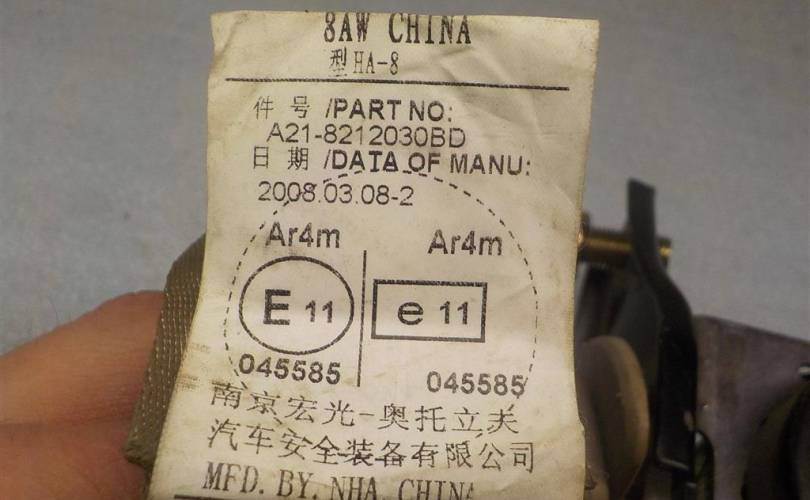 8AW CHINA
型HA-8
件 号 /PART NO:
A21-8212030BD
日 期 /DATA OF MANU:
2008.03.08-2
Ar4m Ar4m
E 11 e 11
045585 045585
南京宏光-奥托立夫
汽车安全装备有限公司
MFD. BY. NHA. CHINA